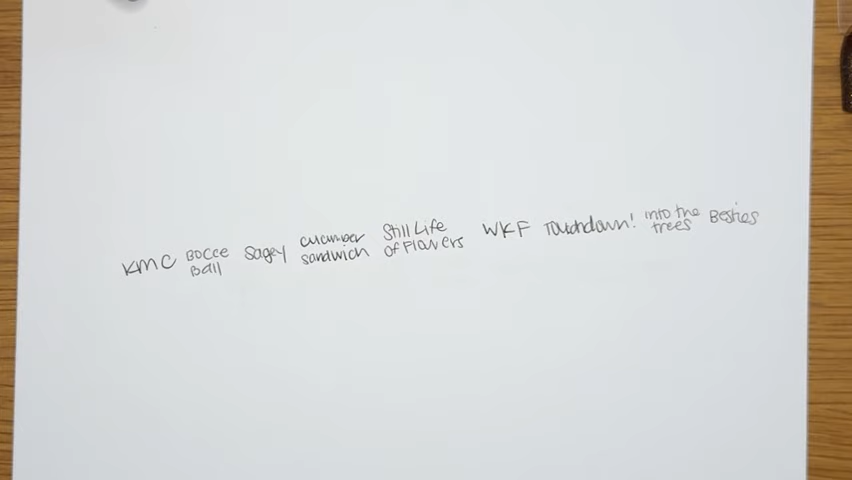 KMC
Bocce
Ball
Sagey
cucumber
sandwich
Still Life
of Flowers
WKF
Touchdown!
into the
trees
Besties